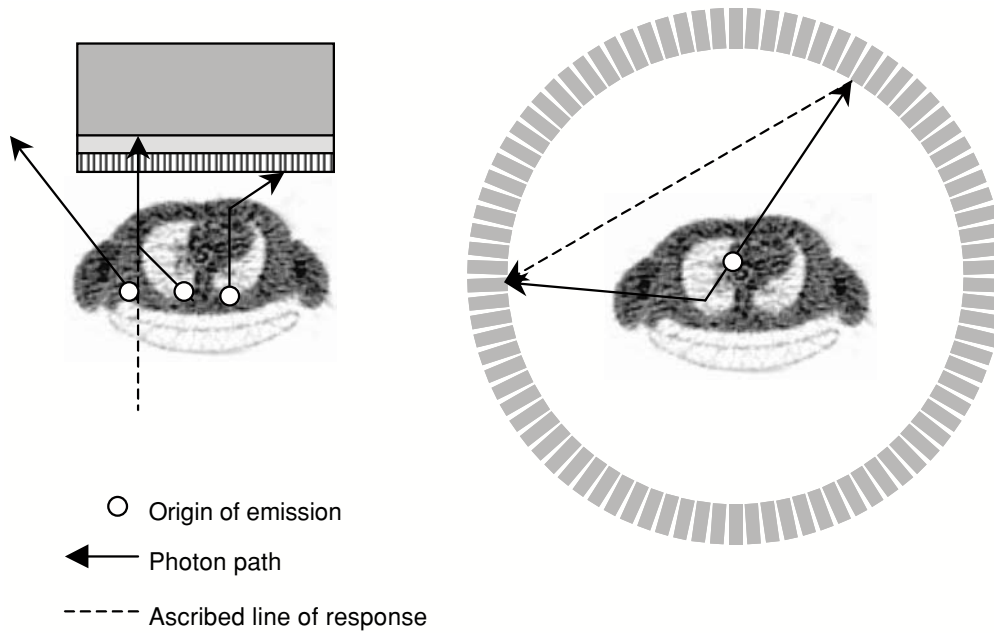 Origin of emission
Photon path
Ascribed line of response